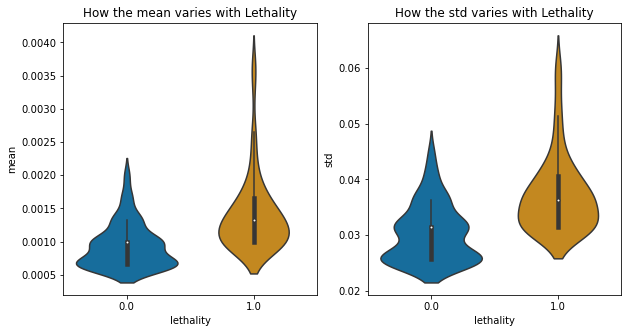 How the mean varies with Lethality
0.0040
0.0035
0.0030
0.0025
0.0020
0.0015
0.0010
0.0005
mean
0.0
1.0
lethality
How the std varies with Lethality
0.06
0.05
0.04
0.03
0.02
std
0.0
1.0
lethality